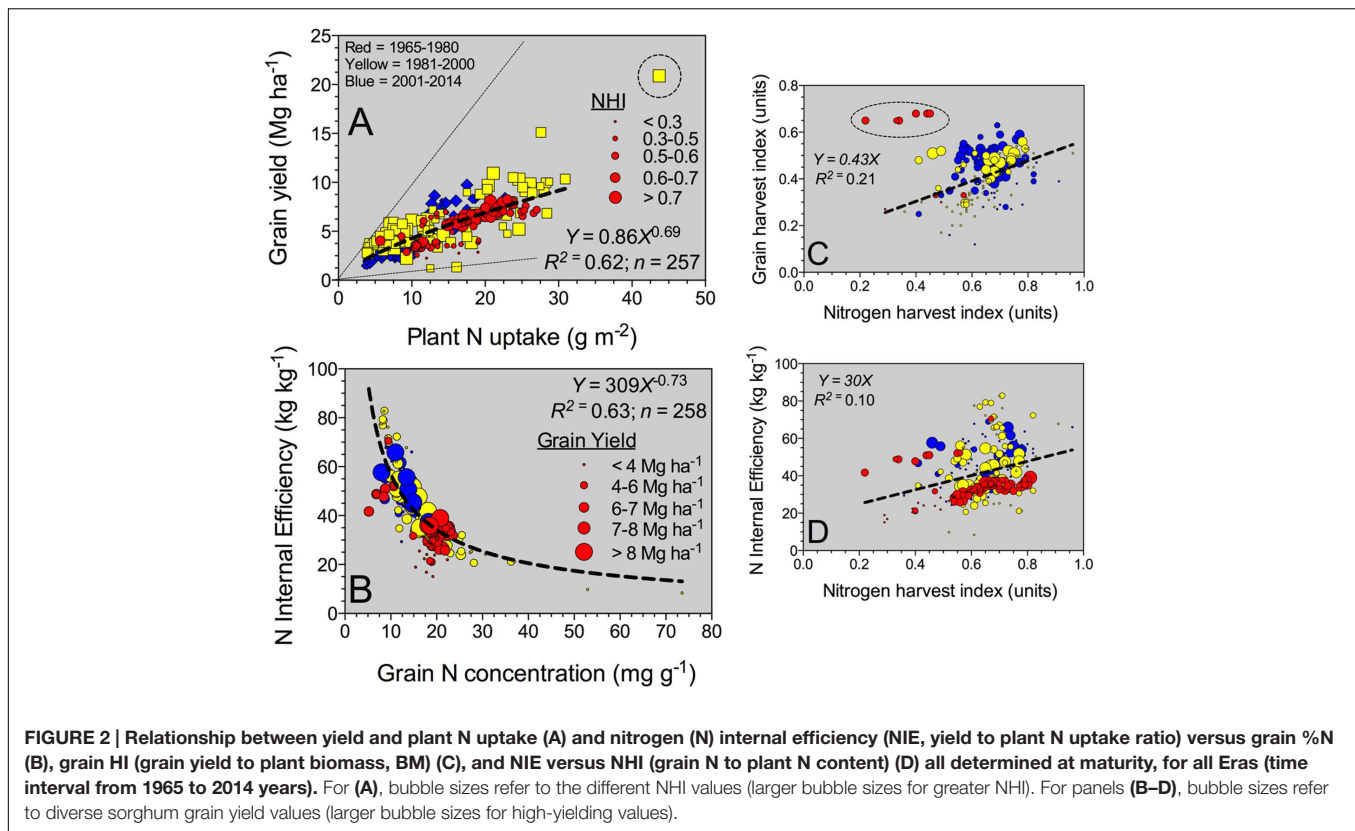 25
20
15
10
5
0
Grain yield (Mg ha⁻¹)
Red = 1965-1980
Yellow = 1981-2000
Blue = 2001-2014
A
NHI
< 0.3
0.3-0.5
0.5-0.6
0.6-0.7
> 0.7
Y = 0.86X^0.69
R² = 0.62; n = 257
0 10 20 30 40 50
Plant N uptake (g m⁻²)
100
80
60
40
20
0
N Internal Efficiency (kg kg⁻¹)
Y = 309X^-0.73
R² = 0.63; n = 258
Grain Yield
< 4 Mg ha⁻¹
4-6 Mg ha⁻¹
6-7 Mg ha⁻¹
7-8 Mg ha⁻¹
> 8 Mg ha⁻¹
B
0 10 20 30 40 50 60 70 80
Grain N concentration (mg g⁻¹)
0.8
0.6
0.4
0.2
0.0
Grain harvest index (units)
Y = 0.43X
R² = 0.21
C
0.0 0.2 0.4 0.6 0.8 1.0
Nitrogen harvest index (units)
100
80
60
40
20
0
N Internal Efficiency (kg kg⁻¹)
Y = 30X
R² = 0.10
D
0.0 0.2 0.4 0.6 0.8 1.0
Nitrogen harvest index (units)
FIGURE 2 | Relationship between yield and plant N uptake (A) and nitrogen (N) internal efficiency (NIE, yield to plant N uptake ratio) versus grain %N
(B), grain HI (grain yield to plant biomass, BM) (C), and NIE versus NHI (grain N to plant N content) (D) all determined at maturity, for all Eras (time
interval from 1965 to 2014 years). For (A), bubble sizes refer to the different NHI values (larger bubble sizes for greater NHI). For panels (B–D), bubble sizes refer
to diverse sorghum grain yield values (larger bubble sizes for high-yielding values).